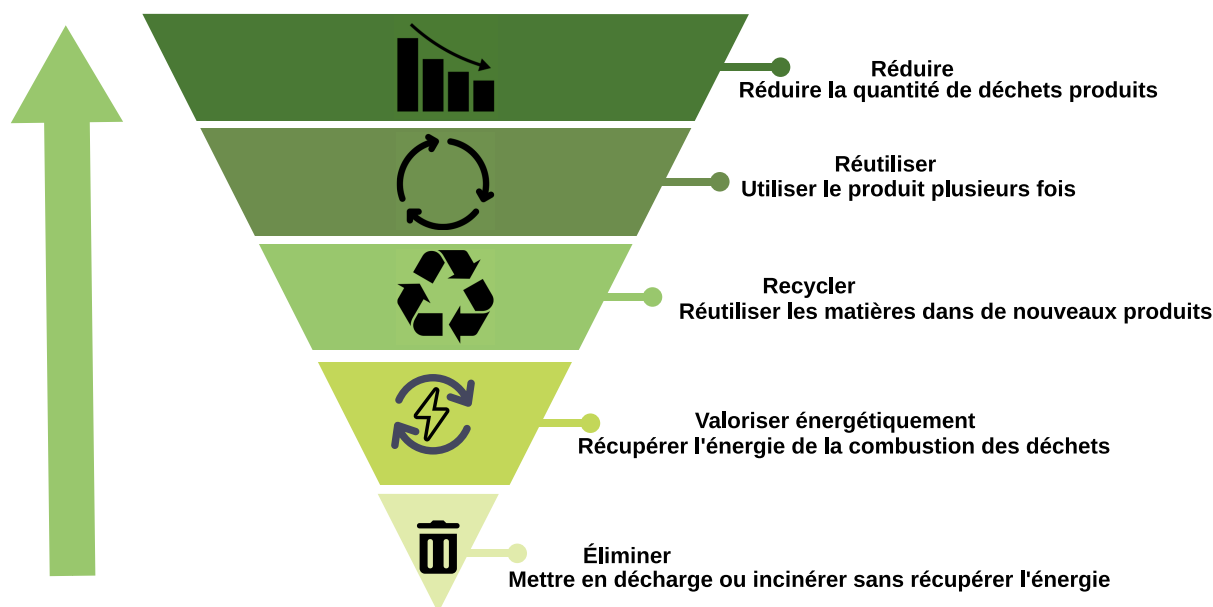 Réduire
Réduire la quantité de déchets produits
Réutiliser
Utiliser le produit plusieurs fois
Recycler
Réutiliser les matières dans de nouveaux produits
Valoriser énergétiquement
Récupérer l'énergie de la combustion des déchets
Éliminer
Mettre en décharge ou incinérer sans récupérer l'énergie